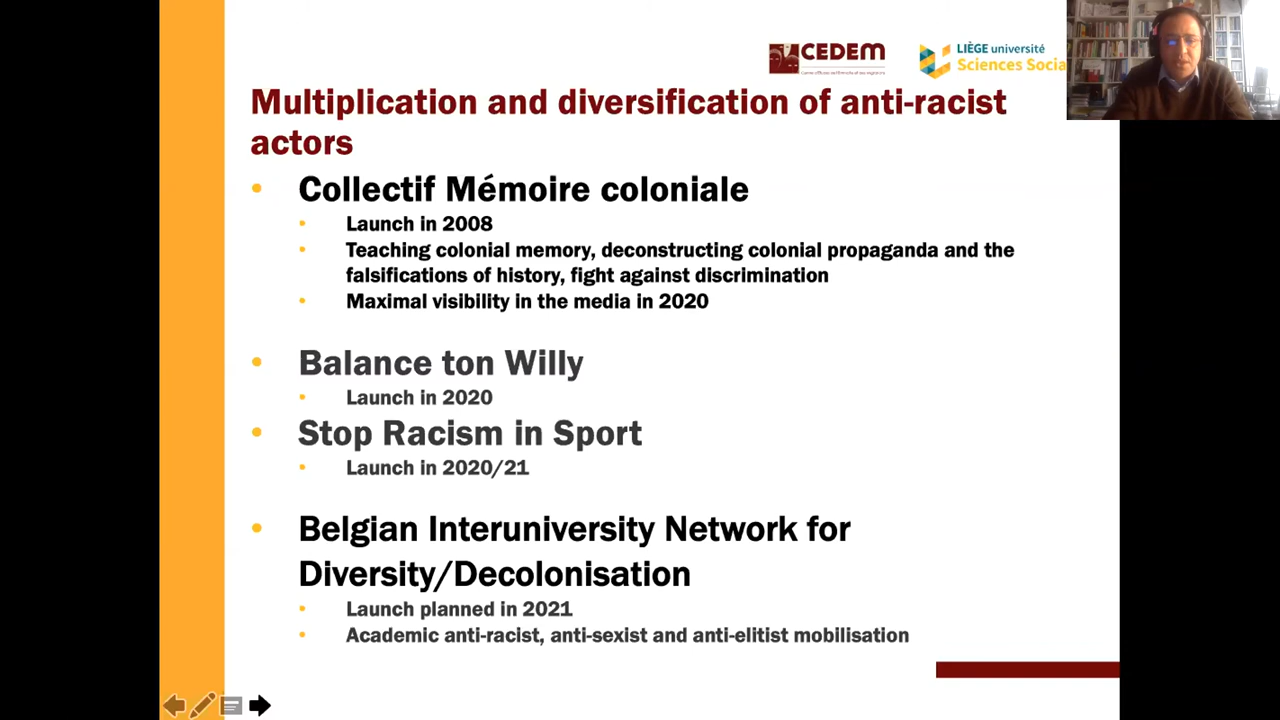 CEDEM
LIÈGE université
Sciences Socia
Multiplication and diversification of anti-racist
actors
• Collectif Mémoire coloniale
• Launch in 2008
• Teaching colonial memory, deconstructing colonial propaganda and the
falsifications of history, fight against discrimination
• Maximal visibility in the media in 2020
• Balance ton Willy
• Launch in 2020
• Stop Racism in Sport
• Launch in 2020/21
• Belgian Interuniversity Network for
Diversity/Decolonisation
• Launch planned in 2021
• Academic anti-racist, anti-sexist and anti-elitist mobilisation